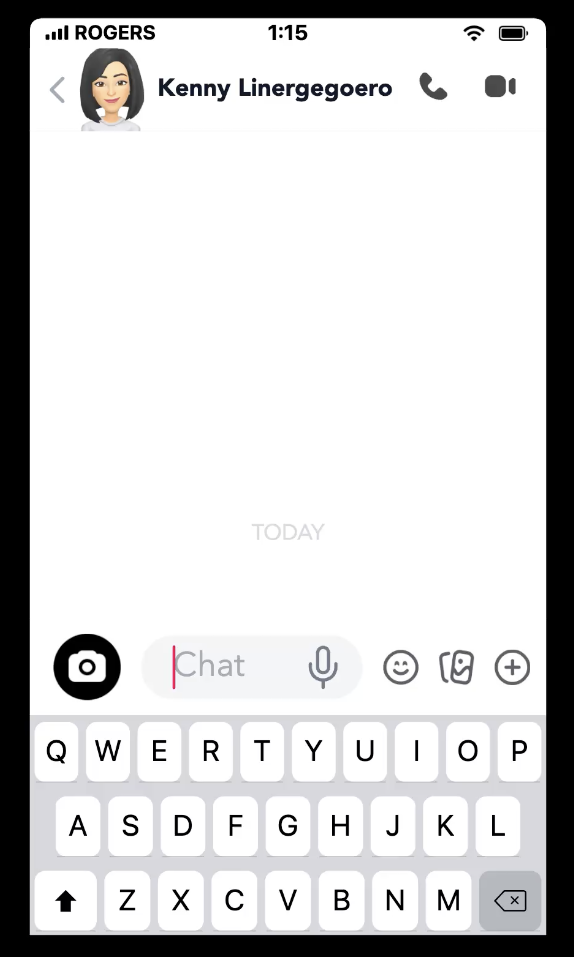 ROGERS 1:15
Kenny Linergegoero
TODAY
Chat
Q W E R T Y U I O P
A S D F G H J K L
Z X C V B N M